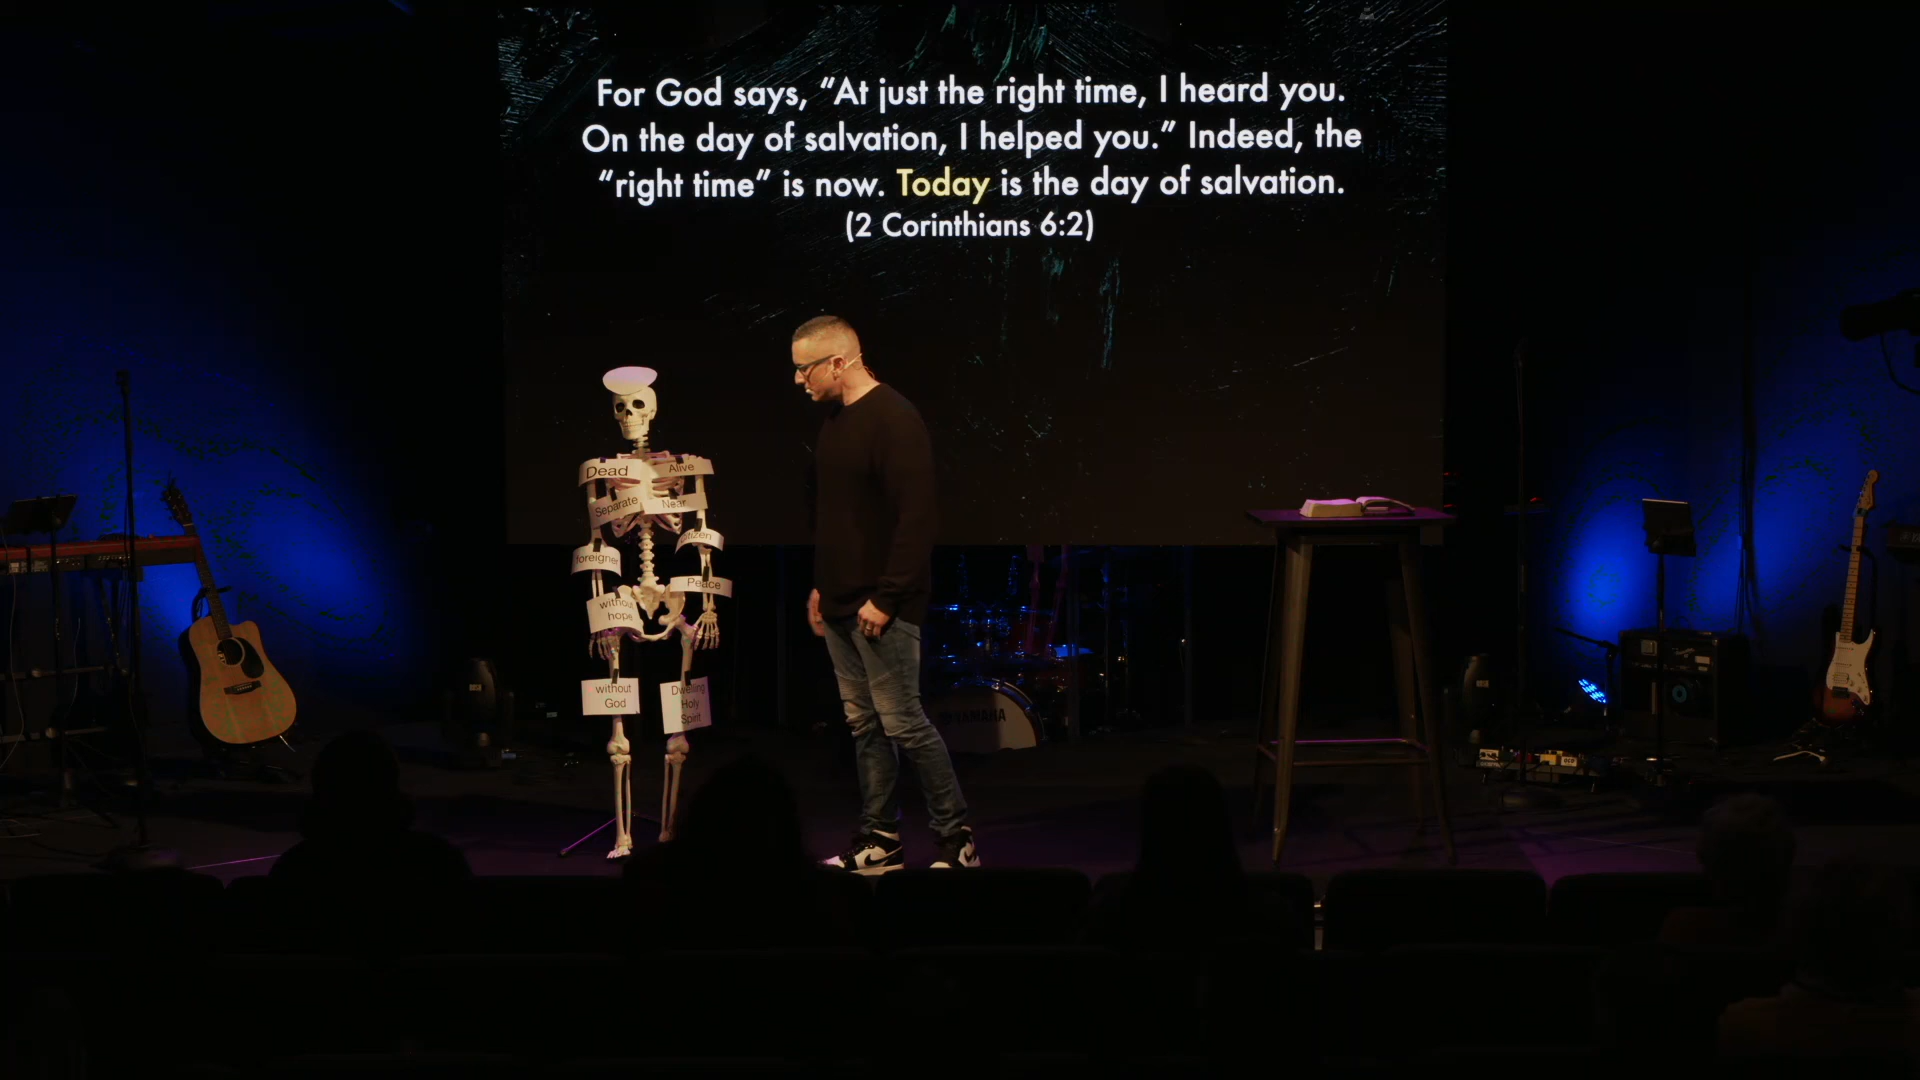 For God says, “At just the right time, I heard you.
On the day of salvation, I helped you.” Indeed, the
“right time” is now. Today is the day of salvation.
(2 Corinthians 6:2)
Dead
Alive
Separate
Near
foreigner
Peace
without
hope
without
God
Dwelling
Holy
Spirit
YAMAHA